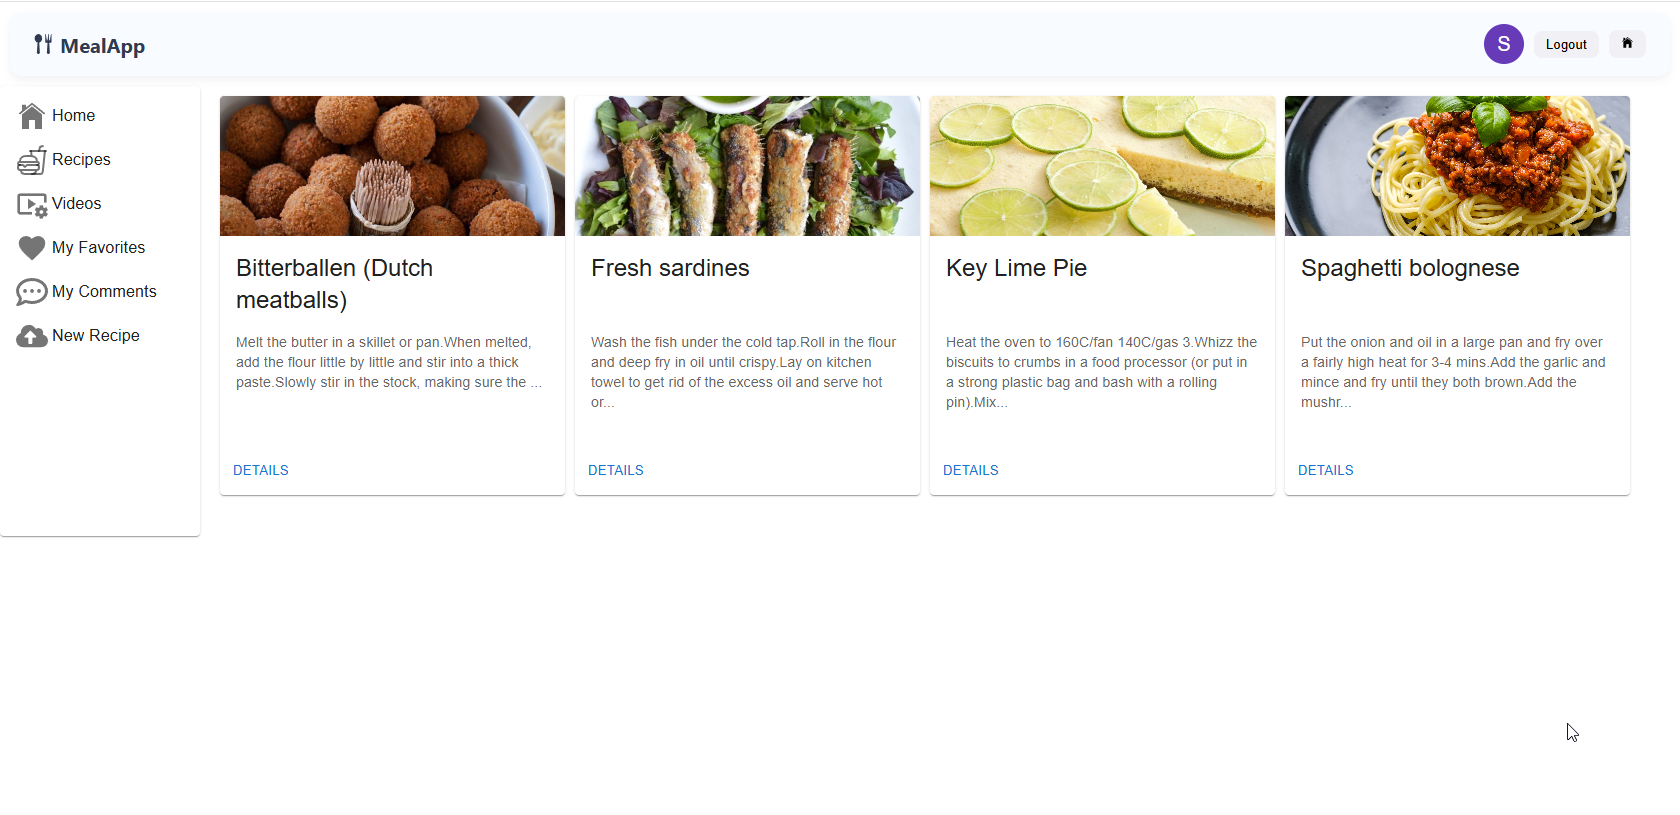 MealApp
S
Logout
Home
Recipes
Videos
My Favorites
My Comments
New Recipe
Bitterballen (Dutch
meatballs)
Melt the butter in a skillet or pan.When melted,
add the flour little by little and stir into a thick
paste.Slowly stir in the stock, making sure the ...
DETAILS
Fresh sardines
Wash the fish under the cold tap.Roll in the flour
and deep fry in oil until crispy.Lay on kitchen
towel to get rid of the excess oil and serve hot
or...
DETAILS
Key Lime Pie
Heat the oven to 160C/fan 140C/gas 3.Whizz the
biscuits to crumbs in a food processor (or put in
a strong plastic bag and bash with a rolling
pin).Mix...
DETAILS
Spaghetti bolognese
Put the onion and oil in a large pan and fry over
a fairly high heat for 3-4 mins.Add the garlic and
mince and fry until they both brown.Add the
mushr...
DETAILS